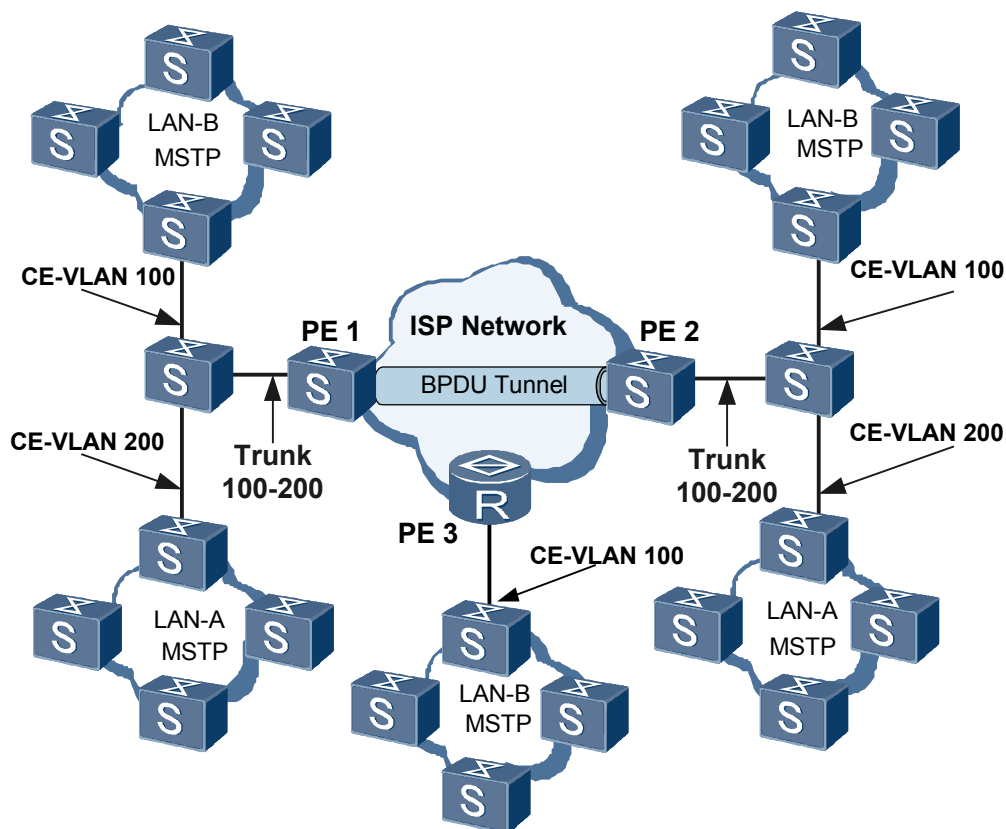 S
S
LAN-B
LAN-B
S
S
S
S
MSTP
MSTP
S
S
CE-VLAN 100
CE-VLAN 100
ISP Network
PE 1
PE 2
S
S
BPDU Tunnel
S
S
CE-VLAN 200
CE-VLAN 200
Trunk
100-200
Trunk
100-200
R
PE 3
CE-VLAN 100
S
S
LAN-A
LAN-A
S
S
S
S
S
MSTP
MSTP
LAN-B
S
S
MSTP
S
S
S